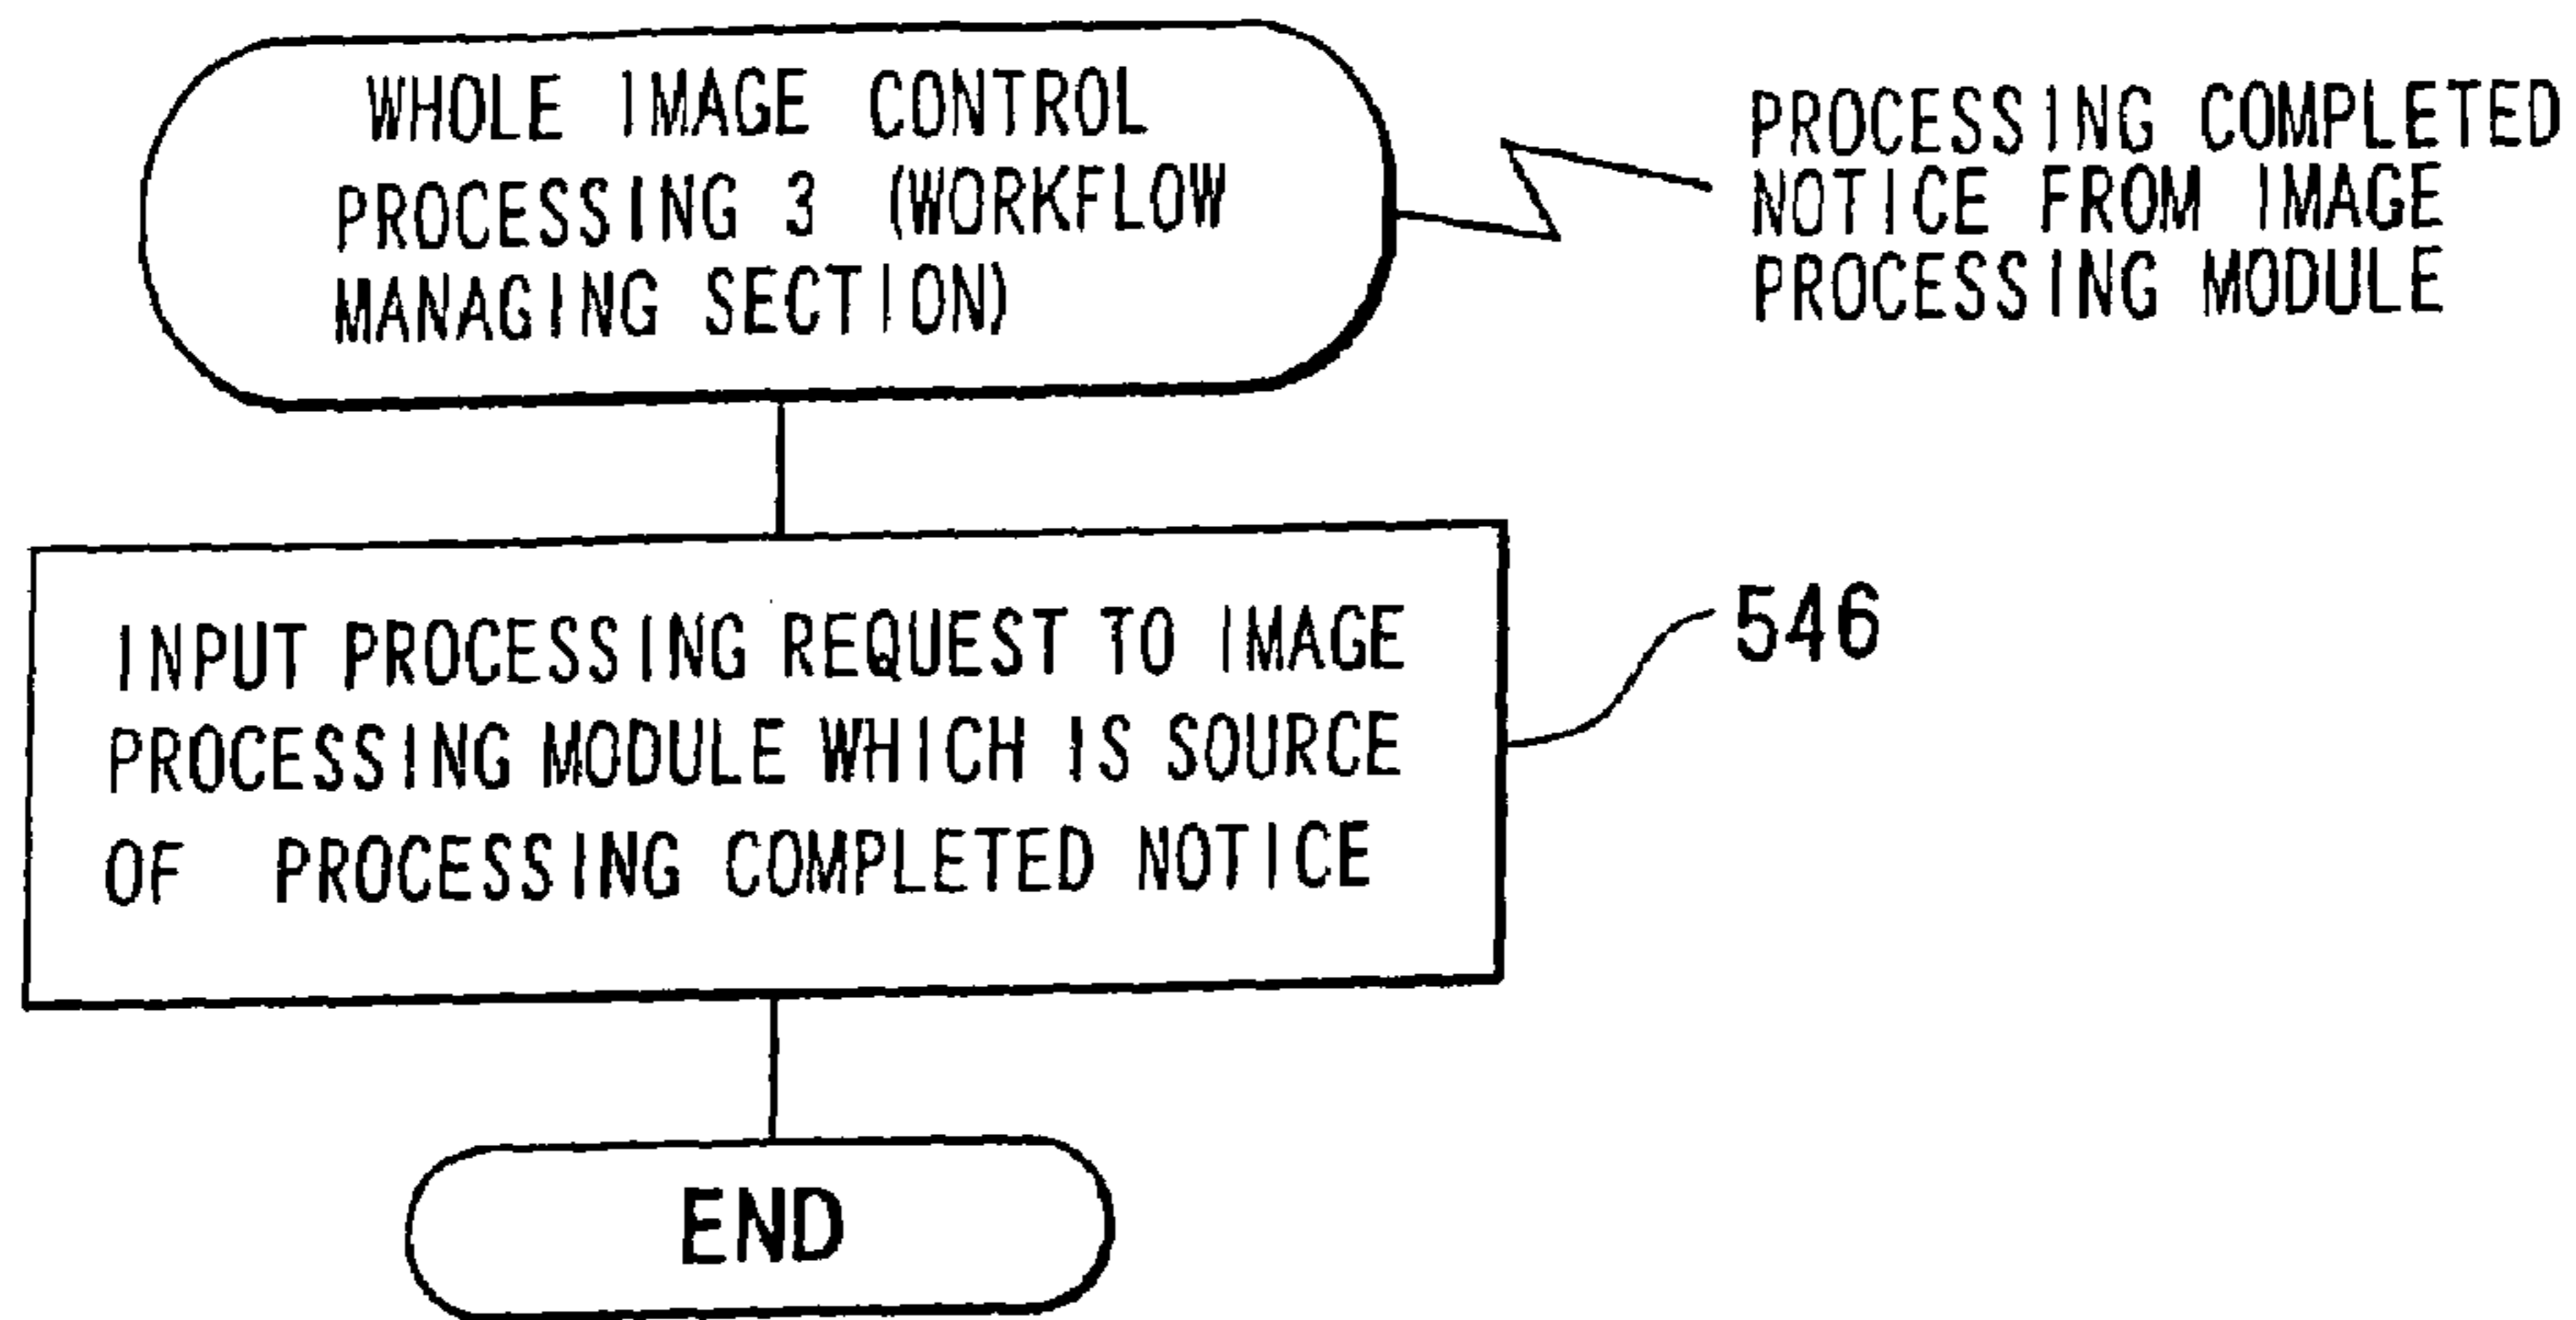 WHOLE IMAGE CONTROL
PROCESSING 3 (WORKFLOW
MANAGING SECTION)
PROCESSING COMPLETED
NOTICE FROM IMAGE
PROCESSING MODULE
INPUT PROCESSING REQUEST TO IMAGE
PROCESSING MODULE WHICH IS SOURCE
OF PROCESSING COMPLETED NOTICE
546
END